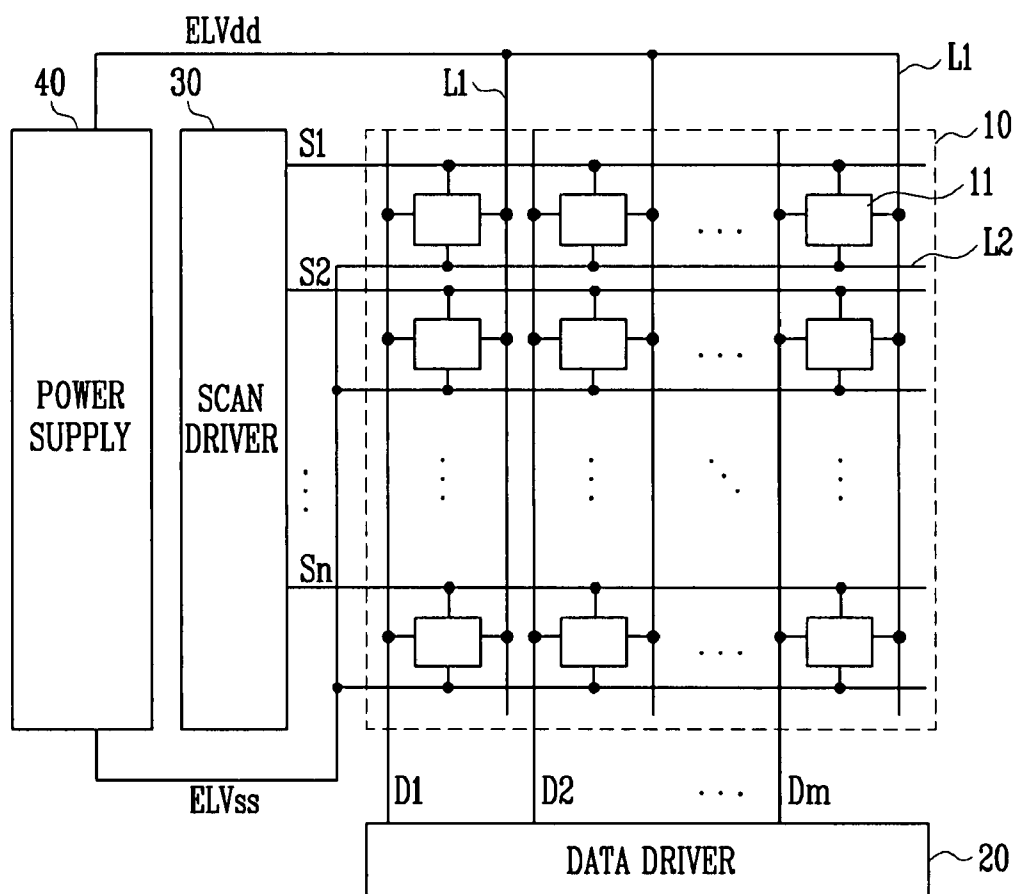 ELVdd
40
30
L1
L1
10
S1
11
S2
L2
POWER
SUPPLY
SCAN
DRIVER
Sn
ELVss
D1
D2
Dm
DATA DRIVER
20